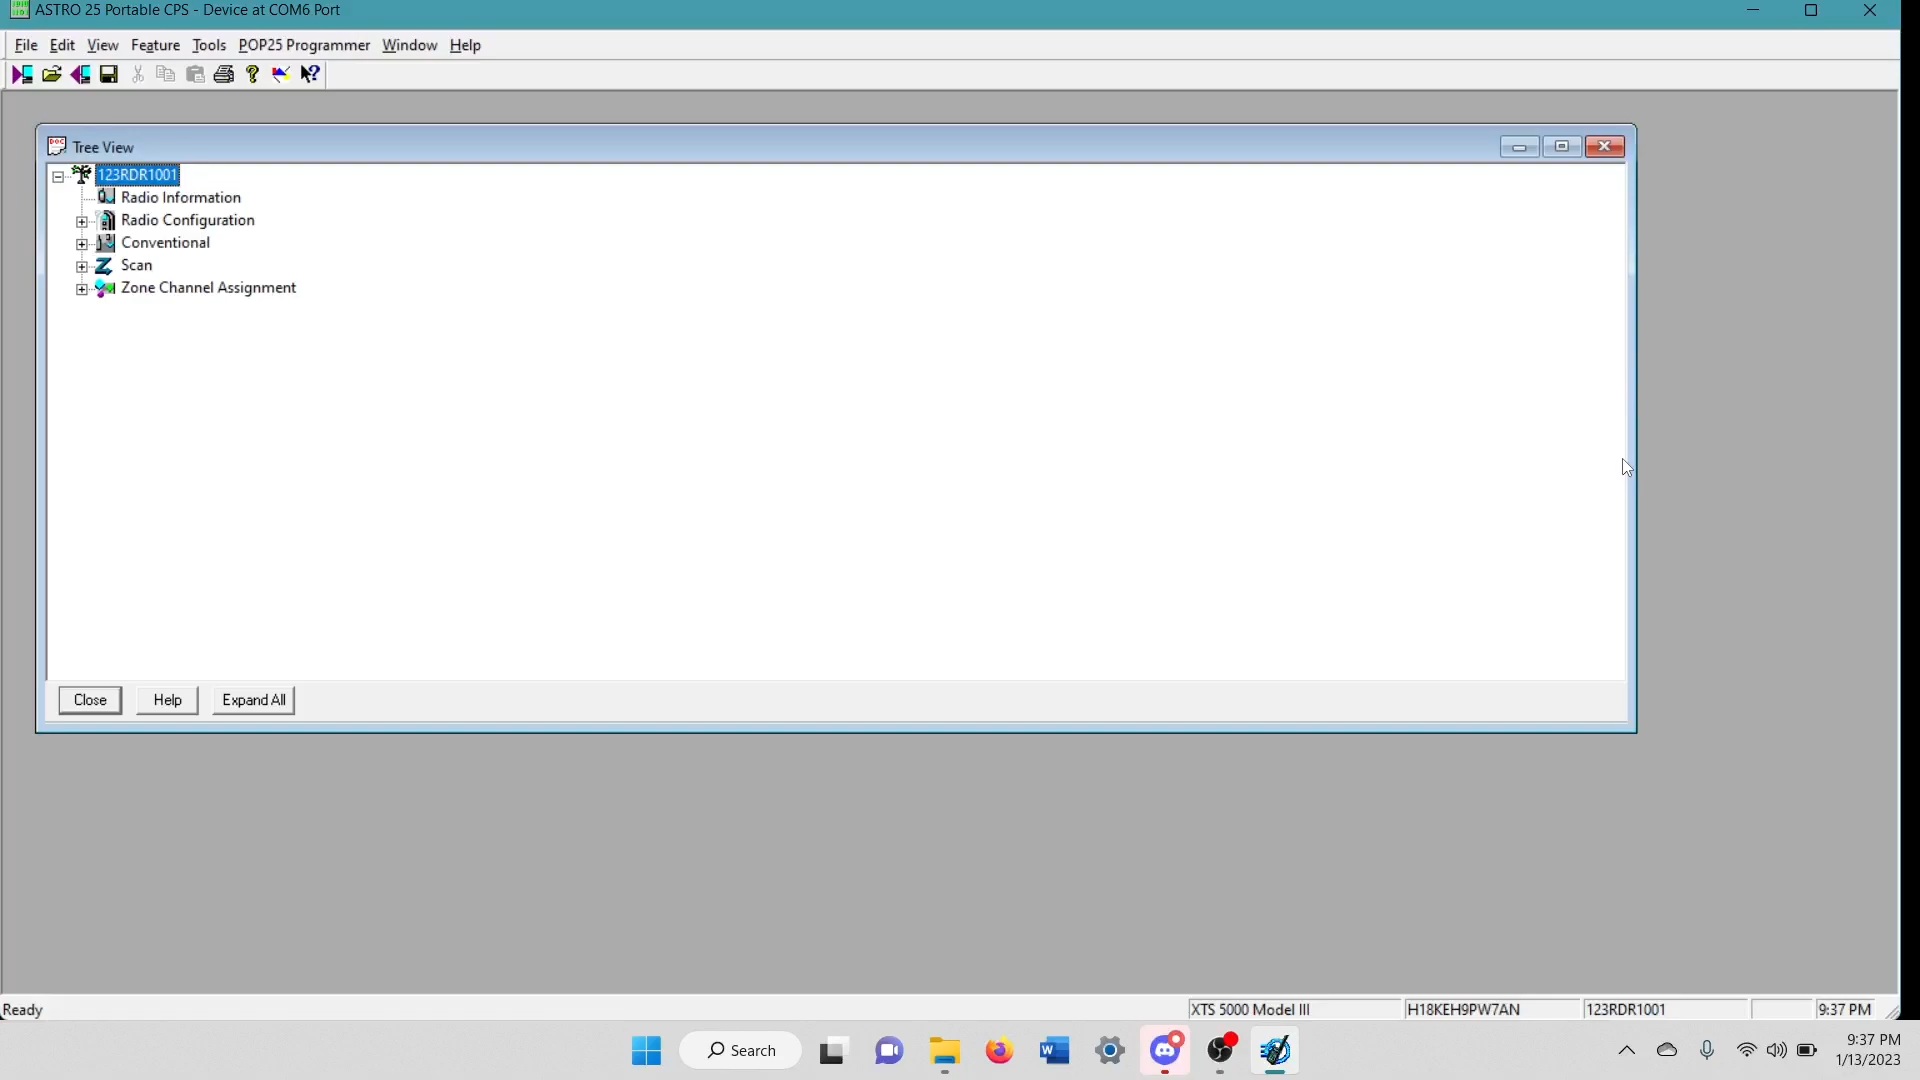 ASTRO 25 Portable CPS - Device at COM6 Port
File Edit View Feature Tools POP25 Programmer Window Help
Tree View
123RDR1001
Radio Information
Radio Configuration
Conventional
Scan
Zone Channel Assignment
Close Help Expand All
Ready XTS 5000 Model III H18KEH9PW7AN 123RDR1001 9:37 PM
Search
9:37 PM
1/13/2023